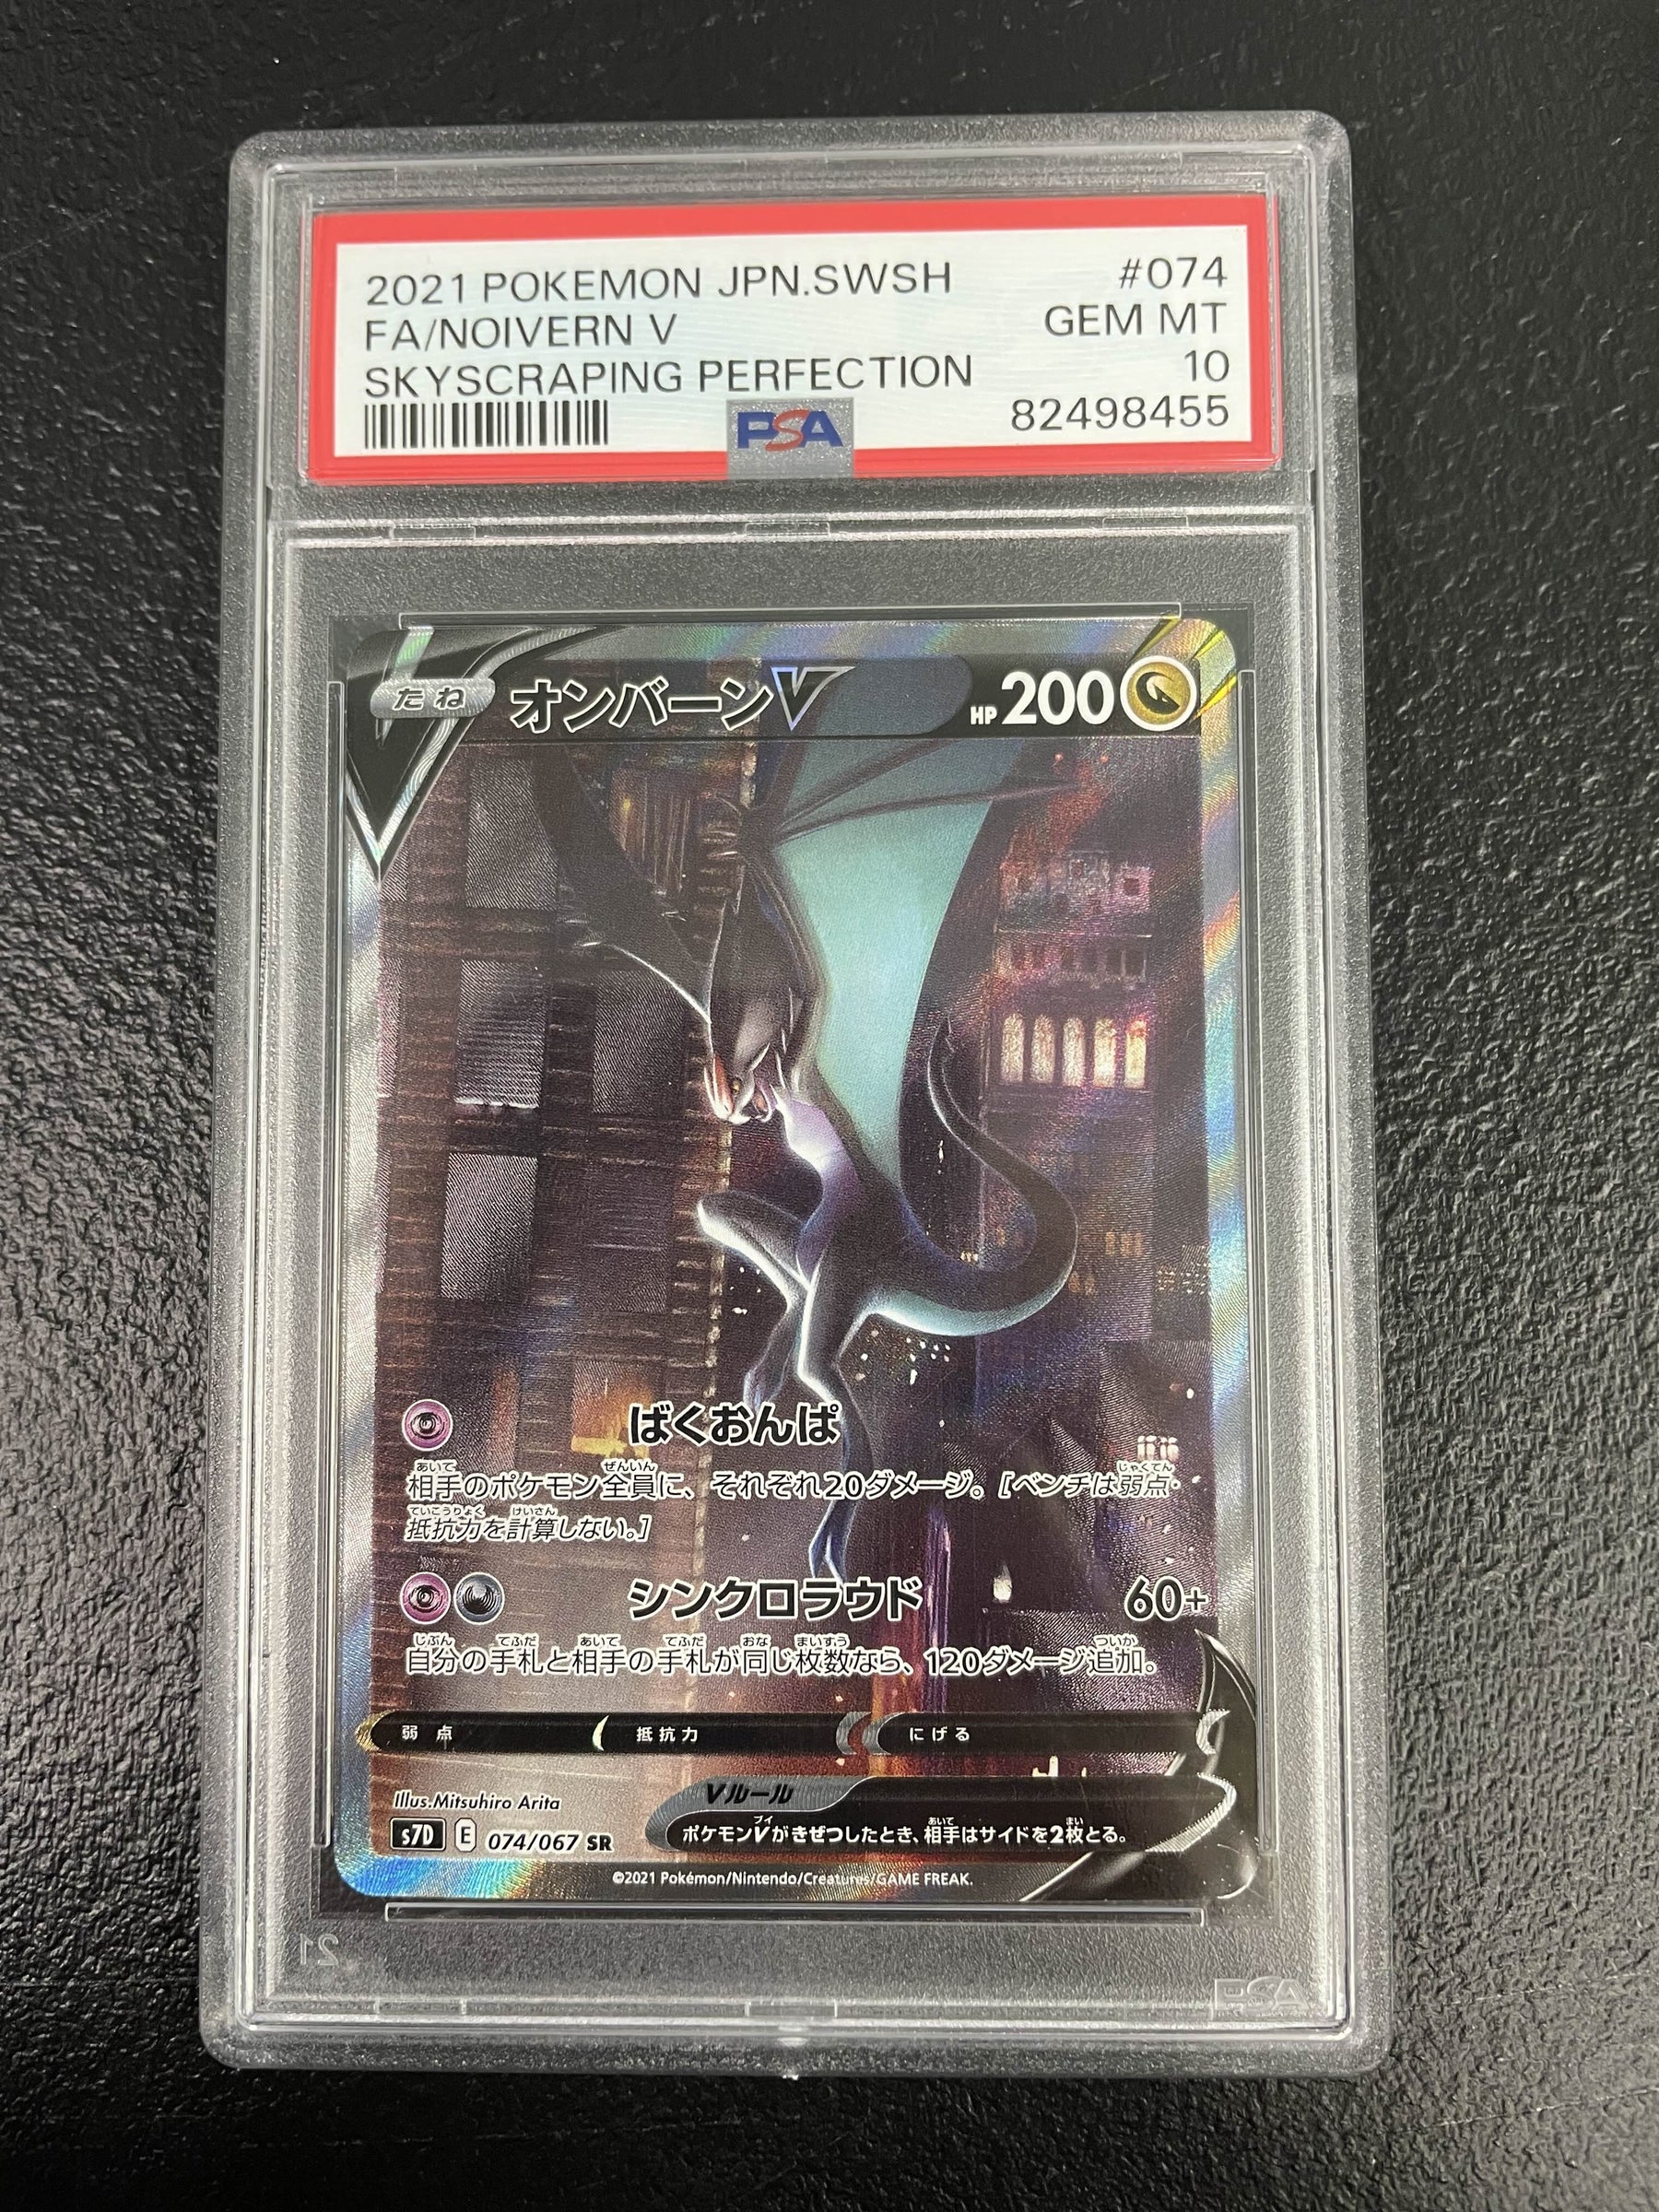 2021 POKEMON JPN.SWSH #074
FA/NOIVERN V GEM MT
SKYSCRAPING PERFECTION 10
PSA 82498455
たね オンバーンV HP 200
ばくおんぱ
相手のポケモン全員に、それぞれ20ダメージ。[ベンチは弱点・
抵抗力を計算しない。]
シンクロラウド 60+
自分の手札と相手の手札が同じ枚数なら、120ダメージ追加。
弱点 抵抗力 にげる
Illus.Mitsuhiro Arita
Vルール
s7D E 074/067 SR
ポケモンVがきぜつしたとき、相手はサイドを2枚とる。
©2021 Pokémon/Nintendo/Creatures/GAME FREAK.
21
PSA